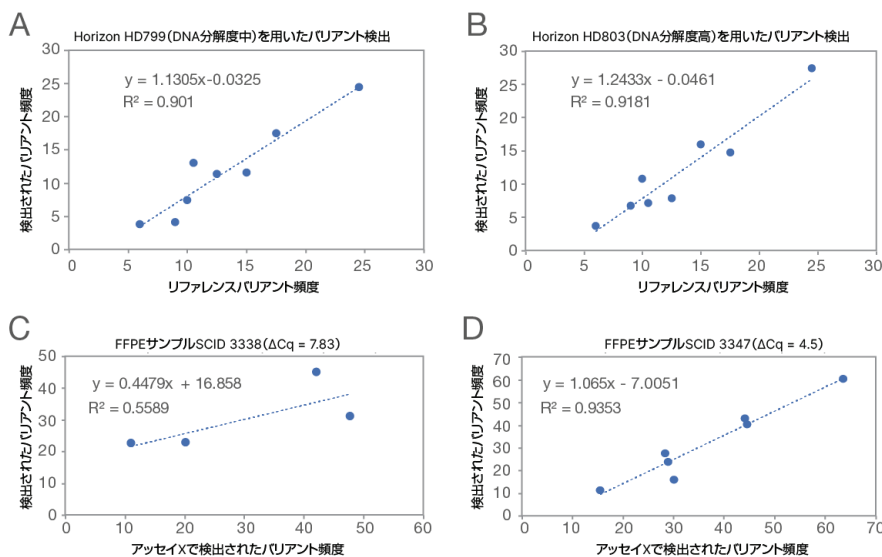 A
Horizon HD799(DNA分解度中)を用いたバリアント検出
y = 1.1305x-0.0325
R² = 0.901
検出されたバリアント頻度
30
25
20
15
10
5
0
0 5 10 15 20 25 30
リファレンスバリアント頻度
B
Horizon HD803(DNA分解度高)を用いたバリアント検出
y = 1.2433x - 0.0461
R² = 0.9181
検出されたバリアント頻度
30
25
20
15
10
5
0
0 5 10 15 20 25 30
リファレンスバリアント頻度
C
FFPEサンプルSCID 3338(ΔCq = 7.83)
y = 0.4479x + 16.858
R² = 0.5589
検出されたバリアント頻度
50
40
30
20
10
0
0 10 20 30 40 50 60
アッセイXで検出されたバリアント頻度
D
FFPEサンプルSCID 3347(ΔCq = 4.5)
y = 1.065x - 7.0051
R² = 0.9353
検出されたバリアント頻度
70
60
50
40
30
20
10
0
0 10 20 30 40 50 60 70
アッセイXで検出されたバリアント頻度